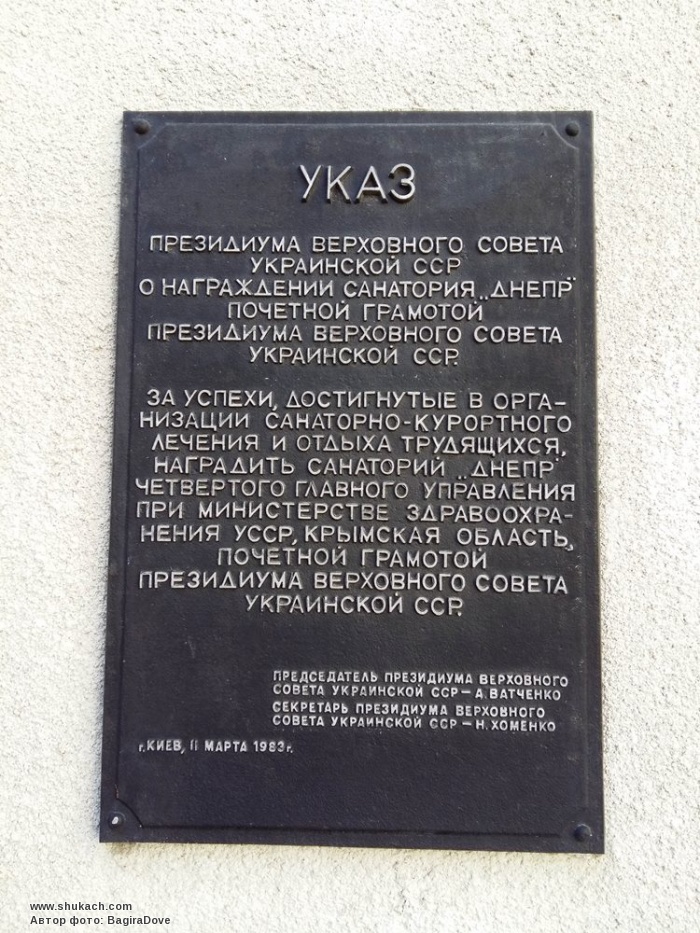 УКАЗ
ПРЕЗИДИУМА ВЕРХОВНОГО СОВЕТА
УКРАИНСКОЙ ССР
О НАГРАЖДЕНИИ САНАТОРИЯ „ДНЕПР"
ПОЧЕТНОЙ ГРАМОТОЙ
ПРЕЗИДИУМА ВЕРХОВНОГО СОВЕТА
УКРАИНСКОЙ ССР.
ЗА УСПЕХИ, ДОСТИГНУТЫЕ В ОРГА-
НИЗАЦИИ САНАТОРНО-КУРОРТНОГО
ЛЕЧЕНИЯ И ОТДЫХА ТРУДЯЩИХСЯ,
НАГРАДИТЬ САНАТОРИЙ „ДНЕПР"
ЧЕТВЕРТОГО ГЛАВНОГО УПРАВЛЕНИЯ
ПРИ МИНИСТЕРСТВЕ ЗДРАВООХРА-
НЕНИЯ УССР, КРЫМСКАЯ ОБЛАСТЬ,
ПОЧЕТНОЙ ГРАМОТОЙ
ПРЕЗИДИУМА ВЕРХОВНОГО СОВЕТА
УКРАИНСКОЙ ССР.
ПРЕДСЕДАТЕЛЬ ПРЕЗИДИУМА ВЕРХОВНОГО
СОВЕТА УКРАИНСКОЙ ССР – А. ВАТЧЕНКО
СЕКРЕТАРЬ ПРЕЗИДИУМА ВЕРХОВНОГО
СОВЕТА УКРАИНСКОЙ ССР – Н. ХОМЕНКО
г. КИЕВ, 11 МАРТА 1983 г.
www.shukach.com
Автор фото: BagiraDove